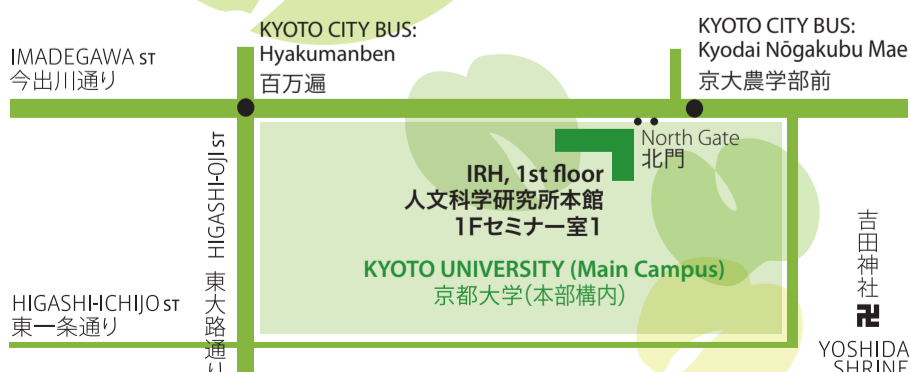 KYOTO CITY BUS:
Hyakumanben
百万遍
KYOTO CITY BUS:
Kyodai Nōgakubu Mae
京大農学部前
IMADEGAWA ST
今出川通り
North Gate
北門
IRH, 1st floor
人文科学研究所本館
1Fセミナー室1
HIGASHI-OJI ST
東大路通り
KYOTO UNIVERSITY (Main Campus)
京都大学(本部構内)
HIGASHI-ICHIJO ST
東一条通り
吉田神社
卍
YOSHIDA
SHRINE